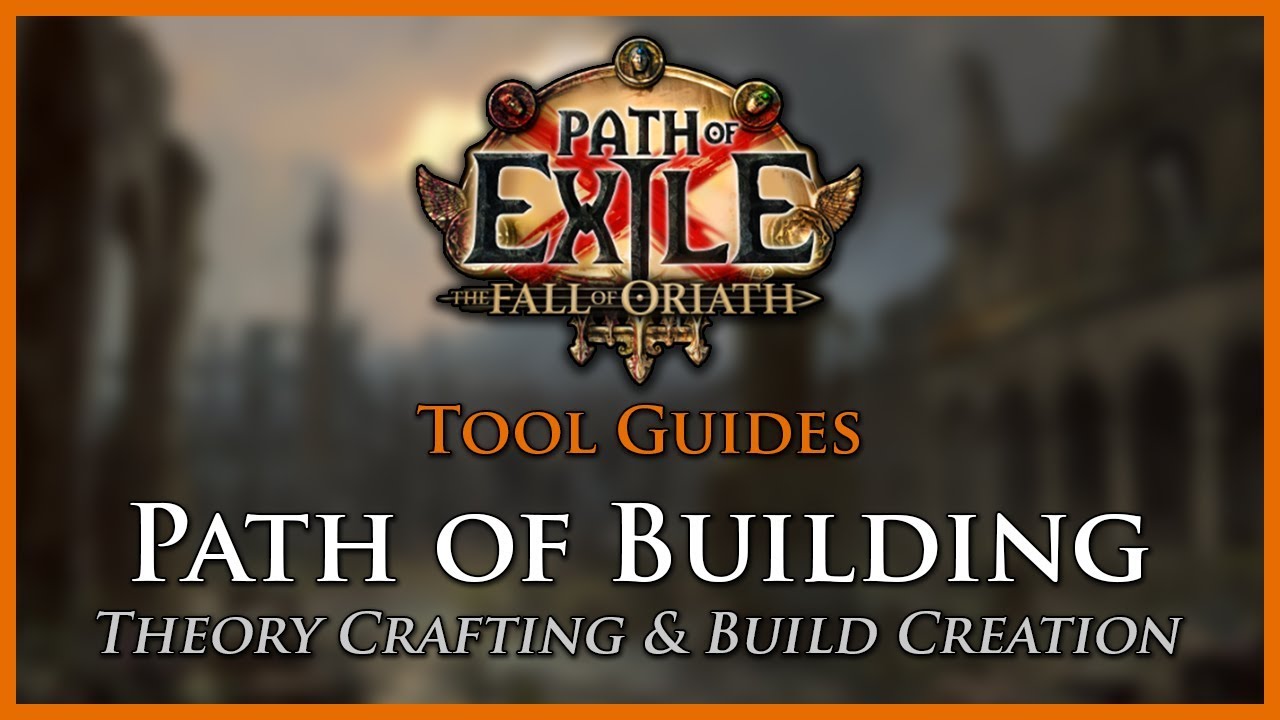 PATH OF
EXILE
THE FALL OF ORIATH
TOOL GUIDES
PATH OF BUILDING
THEORY CRAFTING & BUILD CREATION